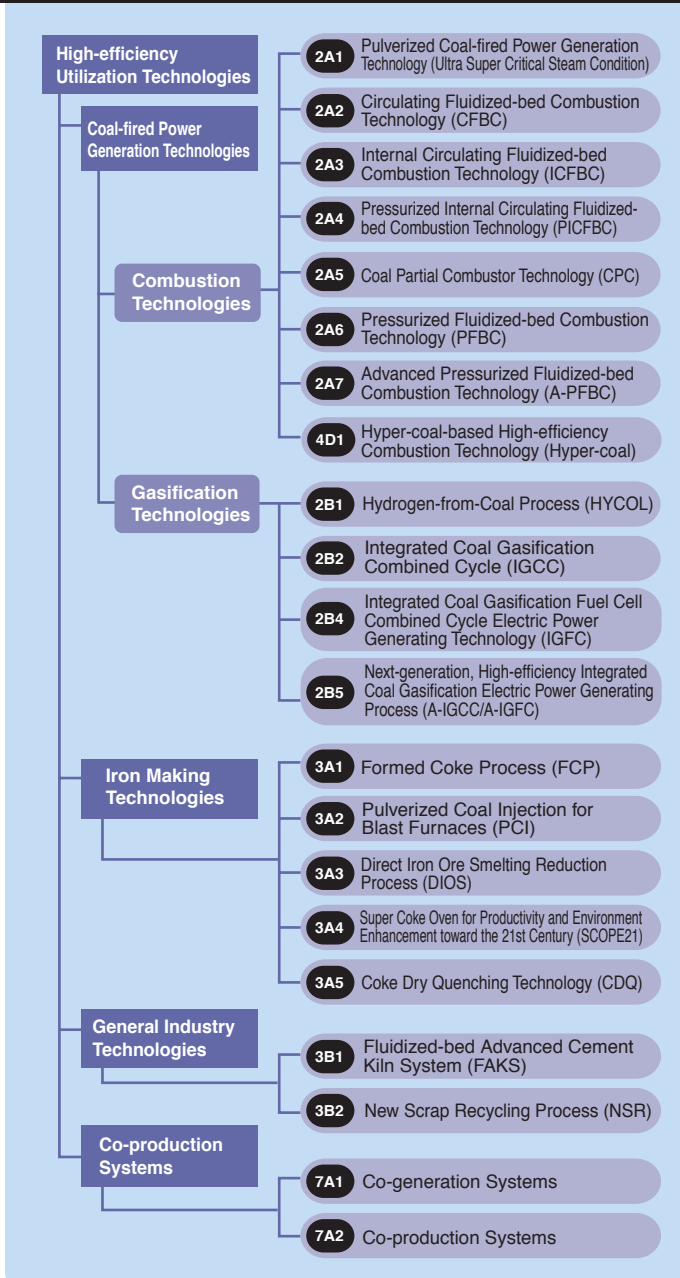 High-efficiency
Utilization Technologies
Coal-fired Power
Generation Technologies
Combustion
Technologies
2A1
Pulverized Coal-fired Power Generation
Technology (Ultra Super Critical Steam Condition)
2A2
Circulating Fluidized-bed Combustion
Technology (CFBC)
2A3
Internal Circulating Fluidized-bed
Combustion Technology (ICFBC)
2A4
Pressurized Internal Circulating Fluidized-
bed Combustion Technology (PICFBC)
2A5
Coal Partial Combustor Technology (CPC)
2A6
Pressurized Fluidized-bed Combustion
Technology (PFBC)
2A7
Advanced Pressurized Fluidized-bed
Combustion Technology (A-PFBC)
4D1
Hyper-coal-based High-efficiency
Combustion Technology (Hyper-coal)
Gasification
Technologies
2B1
Hydrogen-from-Coal Process (HYCOL)
2B2
Integrated Coal Gasification
Combined Cycle (IGCC)
2B4
Integrated Coal Gasification Fuel Cell
Combined Cycle Electric Power
Generating Technology (IGFC)
2B5
Next-generation, High-efficiency Integrated
Coal Gasification Electric Power Generating
Process (A-IGCC/A-IGFC)
Iron Making
Technologies
3A1
Formed Coke Process (FCP)
3A2
Pulverized Coal Injection for
Blast Furnaces (PCI)
3A3
Direct Iron Ore Smelting Reduction
Process (DIOS)
3A4
Super Coke Oven for Productivity and Environment
Enhancement toward the 21st Century (SCOPE21)
3A5
Coke Dry Quenching Technology (CDQ)
General Industry
Technologies
3B1
Fluidized-bed Advanced Cement
Kiln System (FAKS)
3B2
New Scrap Recycling Process (NSR)
Co-production
Systems
7A1
Co-generation Systems
7A2
Co-production Systems